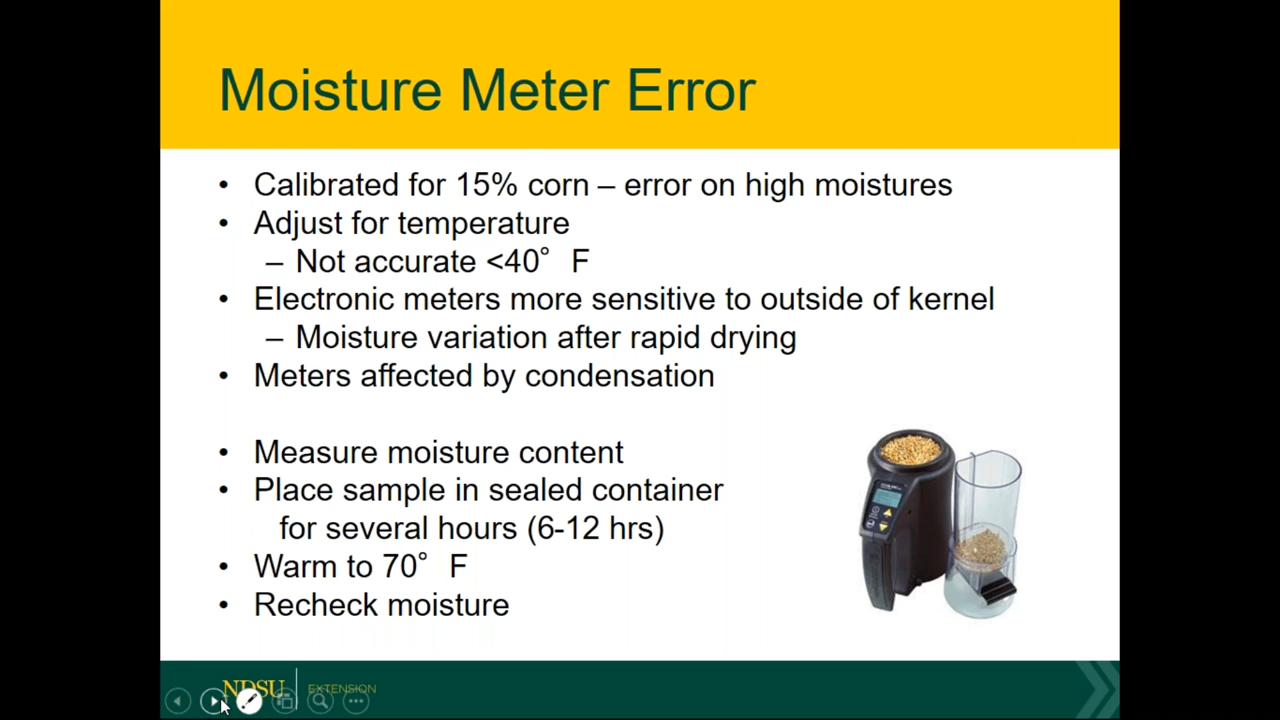 Moisture Meter Error
• Calibrated for 15% corn – error on high moistures
• Adjust for temperature
– Not accurate <40° F
• Electronic meters more sensitive to outside of kernel
– Moisture variation after rapid drying
• Meters affected by condensation
• Measure moisture content
• Place sample in sealed container
for several hours (6-12 hrs)
• Warm to 70° F
• Recheck moisture
NDSU EXTENSION